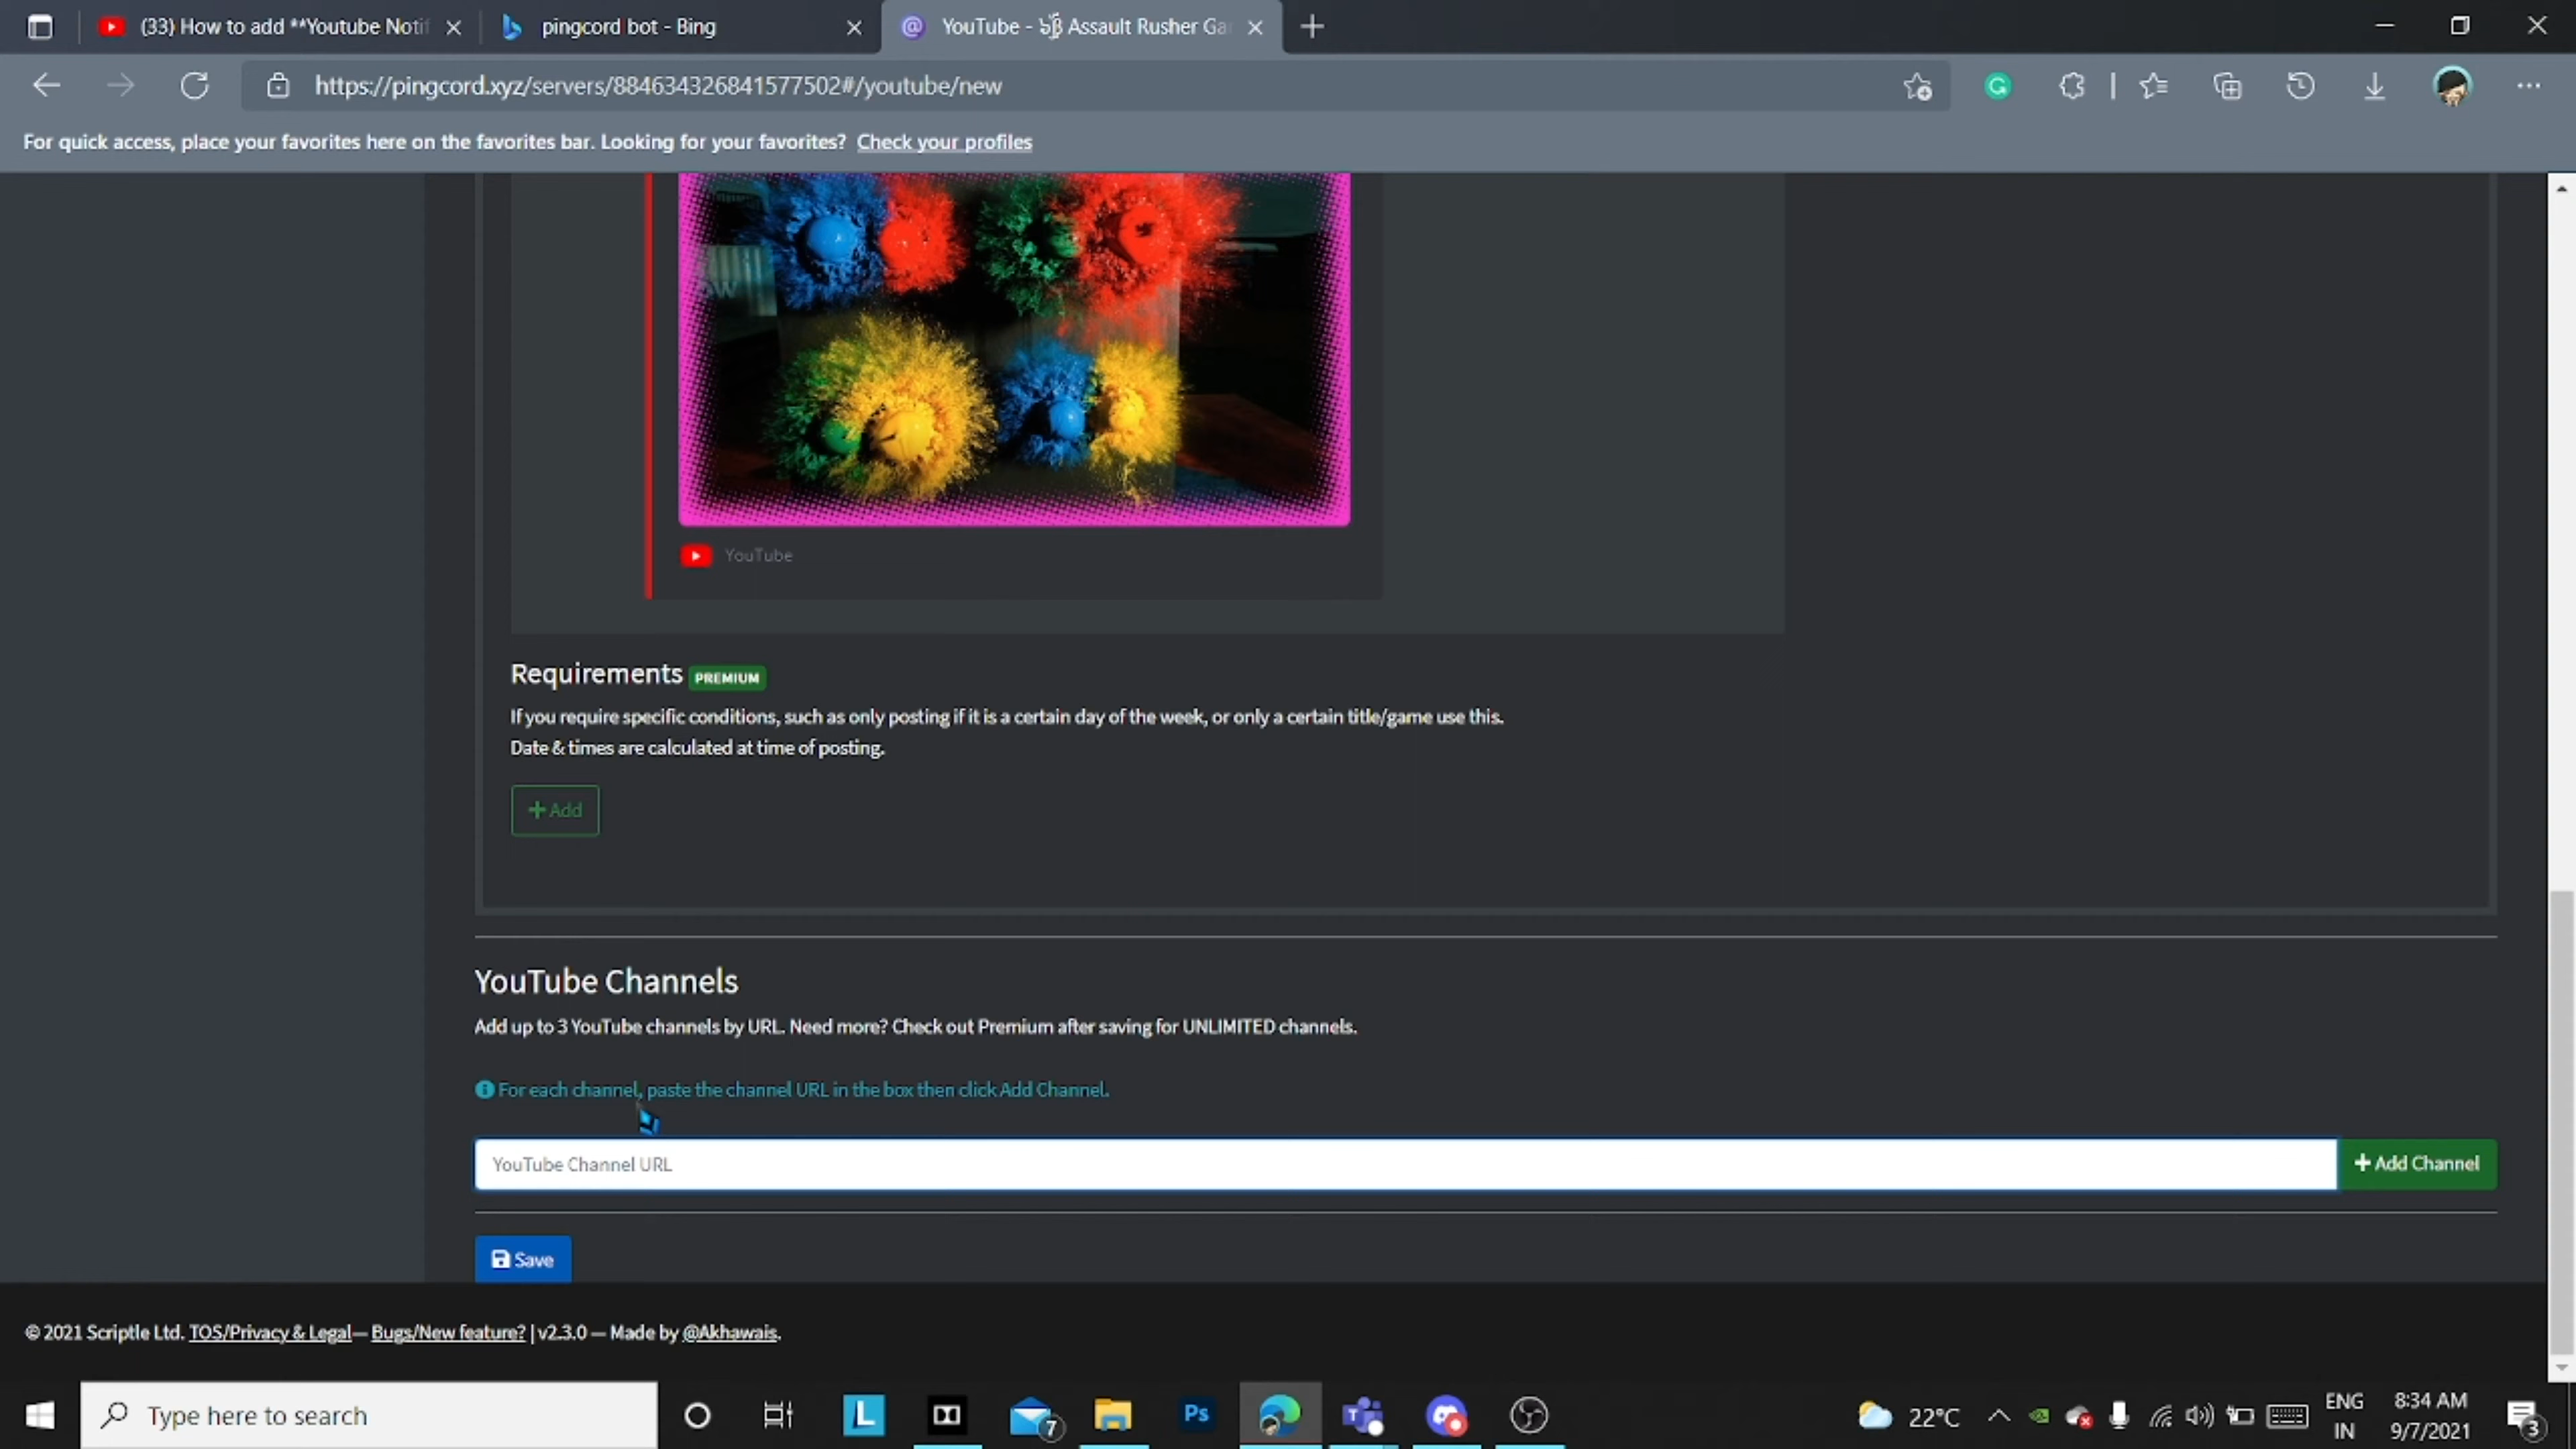 (33) How to add **Youtube Notif
pingcord bot - Bing
YouTube - Assault Rusher Ga
https://pingcord.xyz/servers/884634326841577502#/youtube/new
For quick access, place your favorites here on the favorites bar. Looking for your favorites? Check your profiles
YouTube
Requirements PREMIUM
If you require specific conditions, such as only posting if it is a certain day of the week, or only a certain title/game use this.
Date & times are calculated at time of posting.
+ Add
YouTube Channels
Add up to 3 YouTube channels by URL. Need more? Check out Premium after saving for UNLIMITED channels.
For each channel, paste the channel URL in the box then click Add Channel.
YouTube Channel URL
+ Add Channel
Save
© 2021 Scriptle Ltd. TOS/Privacy & Legal— Bugs/New feature? | v2.3.0 — Made by @Akhawais.
Type here to search
L
7
Ps
22°C
ENG
IN
8:34 AM
9/7/2021
3